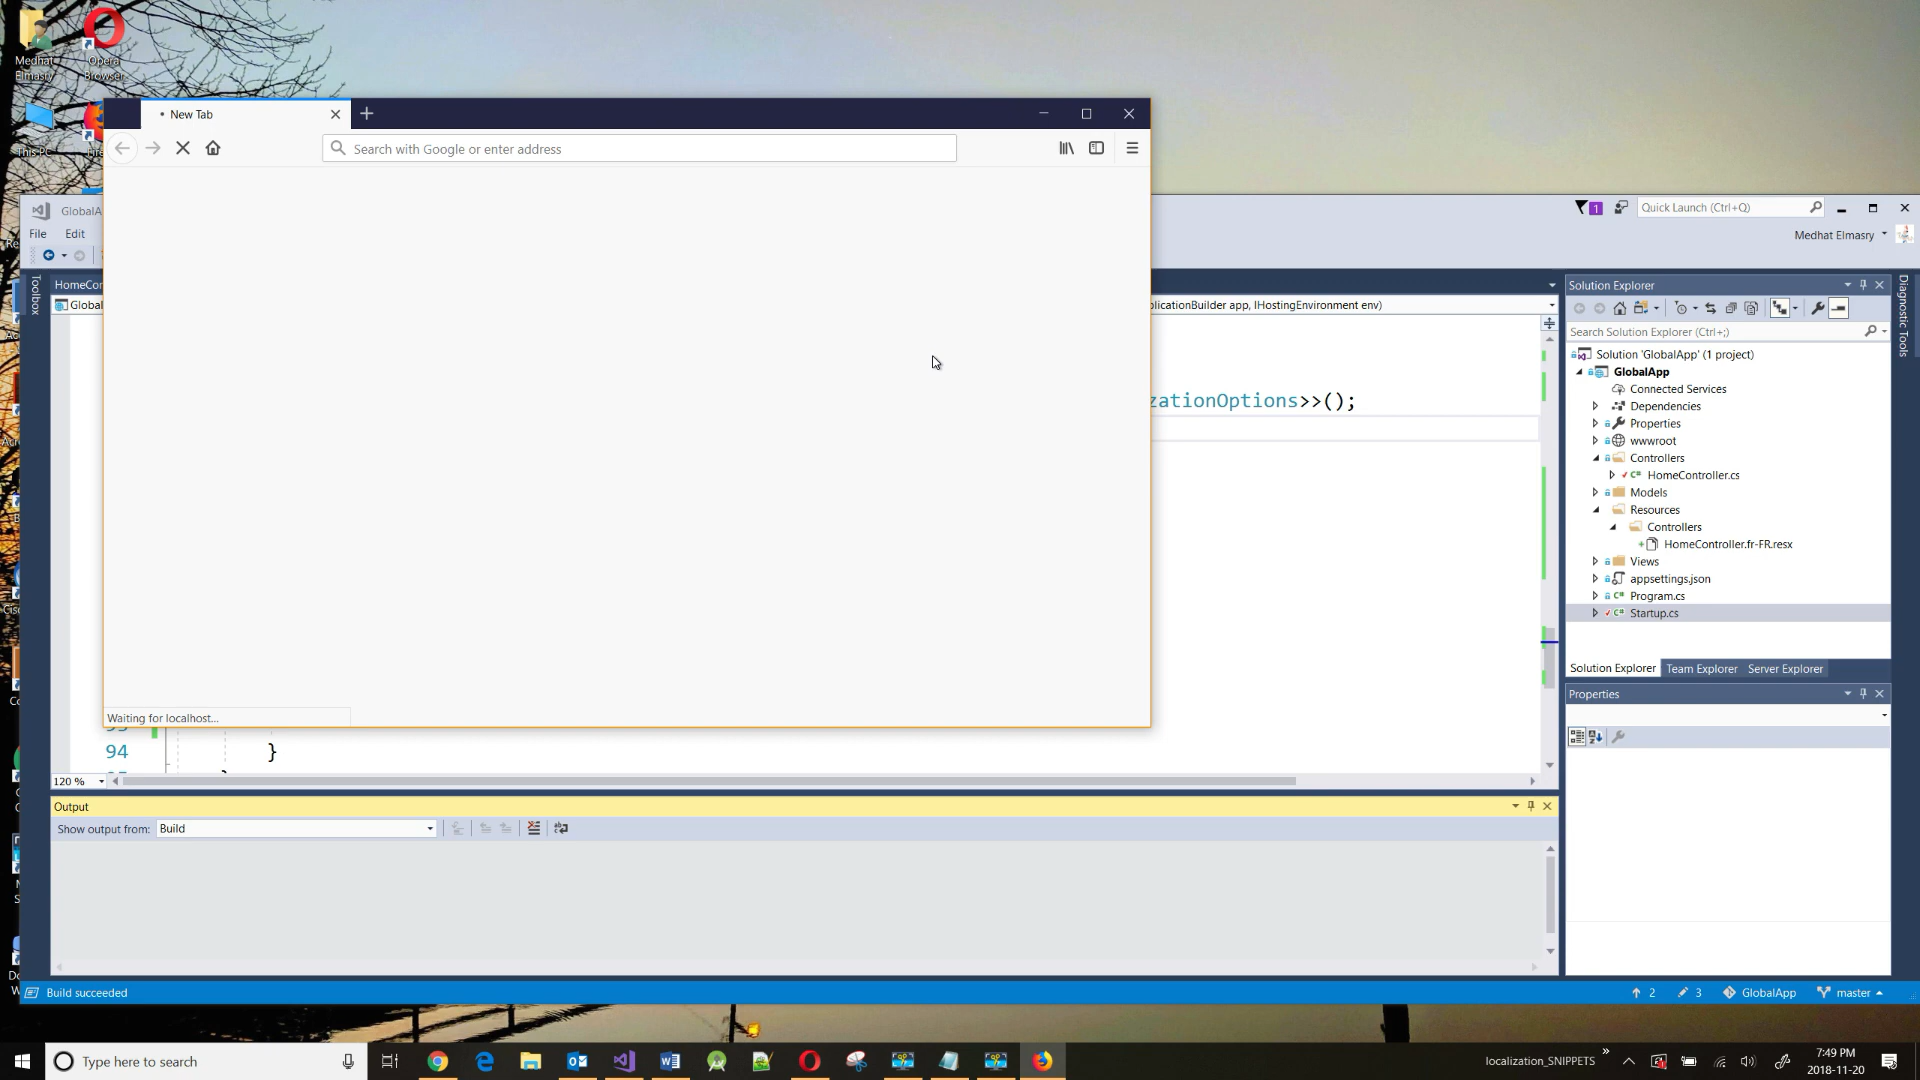 Medhat
Elmasry
Opera
Browser
This PC
New Tab
Search with Google or enter address
Waiting for localhost...
GlobalA
File Edit
Toolbox
HomeCon
Global
plicationBuilder app, IHostingEnvironment env)
Quick Launch (Ctrl+Q)
1
Medhat Elmasry
zationOptions>>();
94 }
120 %
Solution Explorer
Search Solution Explorer (Ctrl+;)
Solution 'GlobalApp' (1 project)
GlobalApp
Connected Services
Dependencies
Properties
wwwroot
Controllers
HomeController.cs
Models
Resources
Controllers
HomeController.fr-FR.resx
Views
appsettings.json
Program.cs
Startup.cs
Solution Explorer Team Explorer Server Explorer
Properties
Diagnostic Tools
Output
Show output from: Build
Build succeeded
2 3 GlobalApp master
Type here to search
localization_SNIPPETS
7:49 PM
2018-11-20